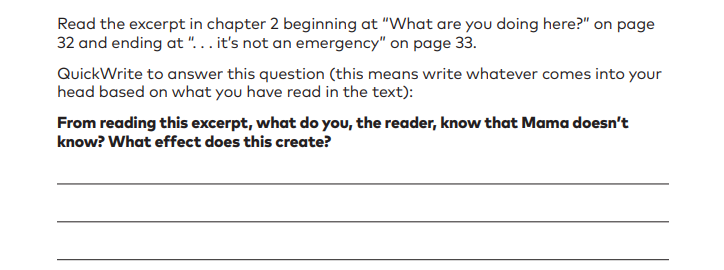 Read the excerpt in chapter 2 beginning at “What are you doing here?” on page
32 and ending at “. . . it’s not an emergency” on page 33.
QuickWrite to answer this question (this means write whatever comes into your
head based on what you have read in the text):
From reading this excerpt, what do you, the reader, know that Mama doesn’t
know? What effect does this create?